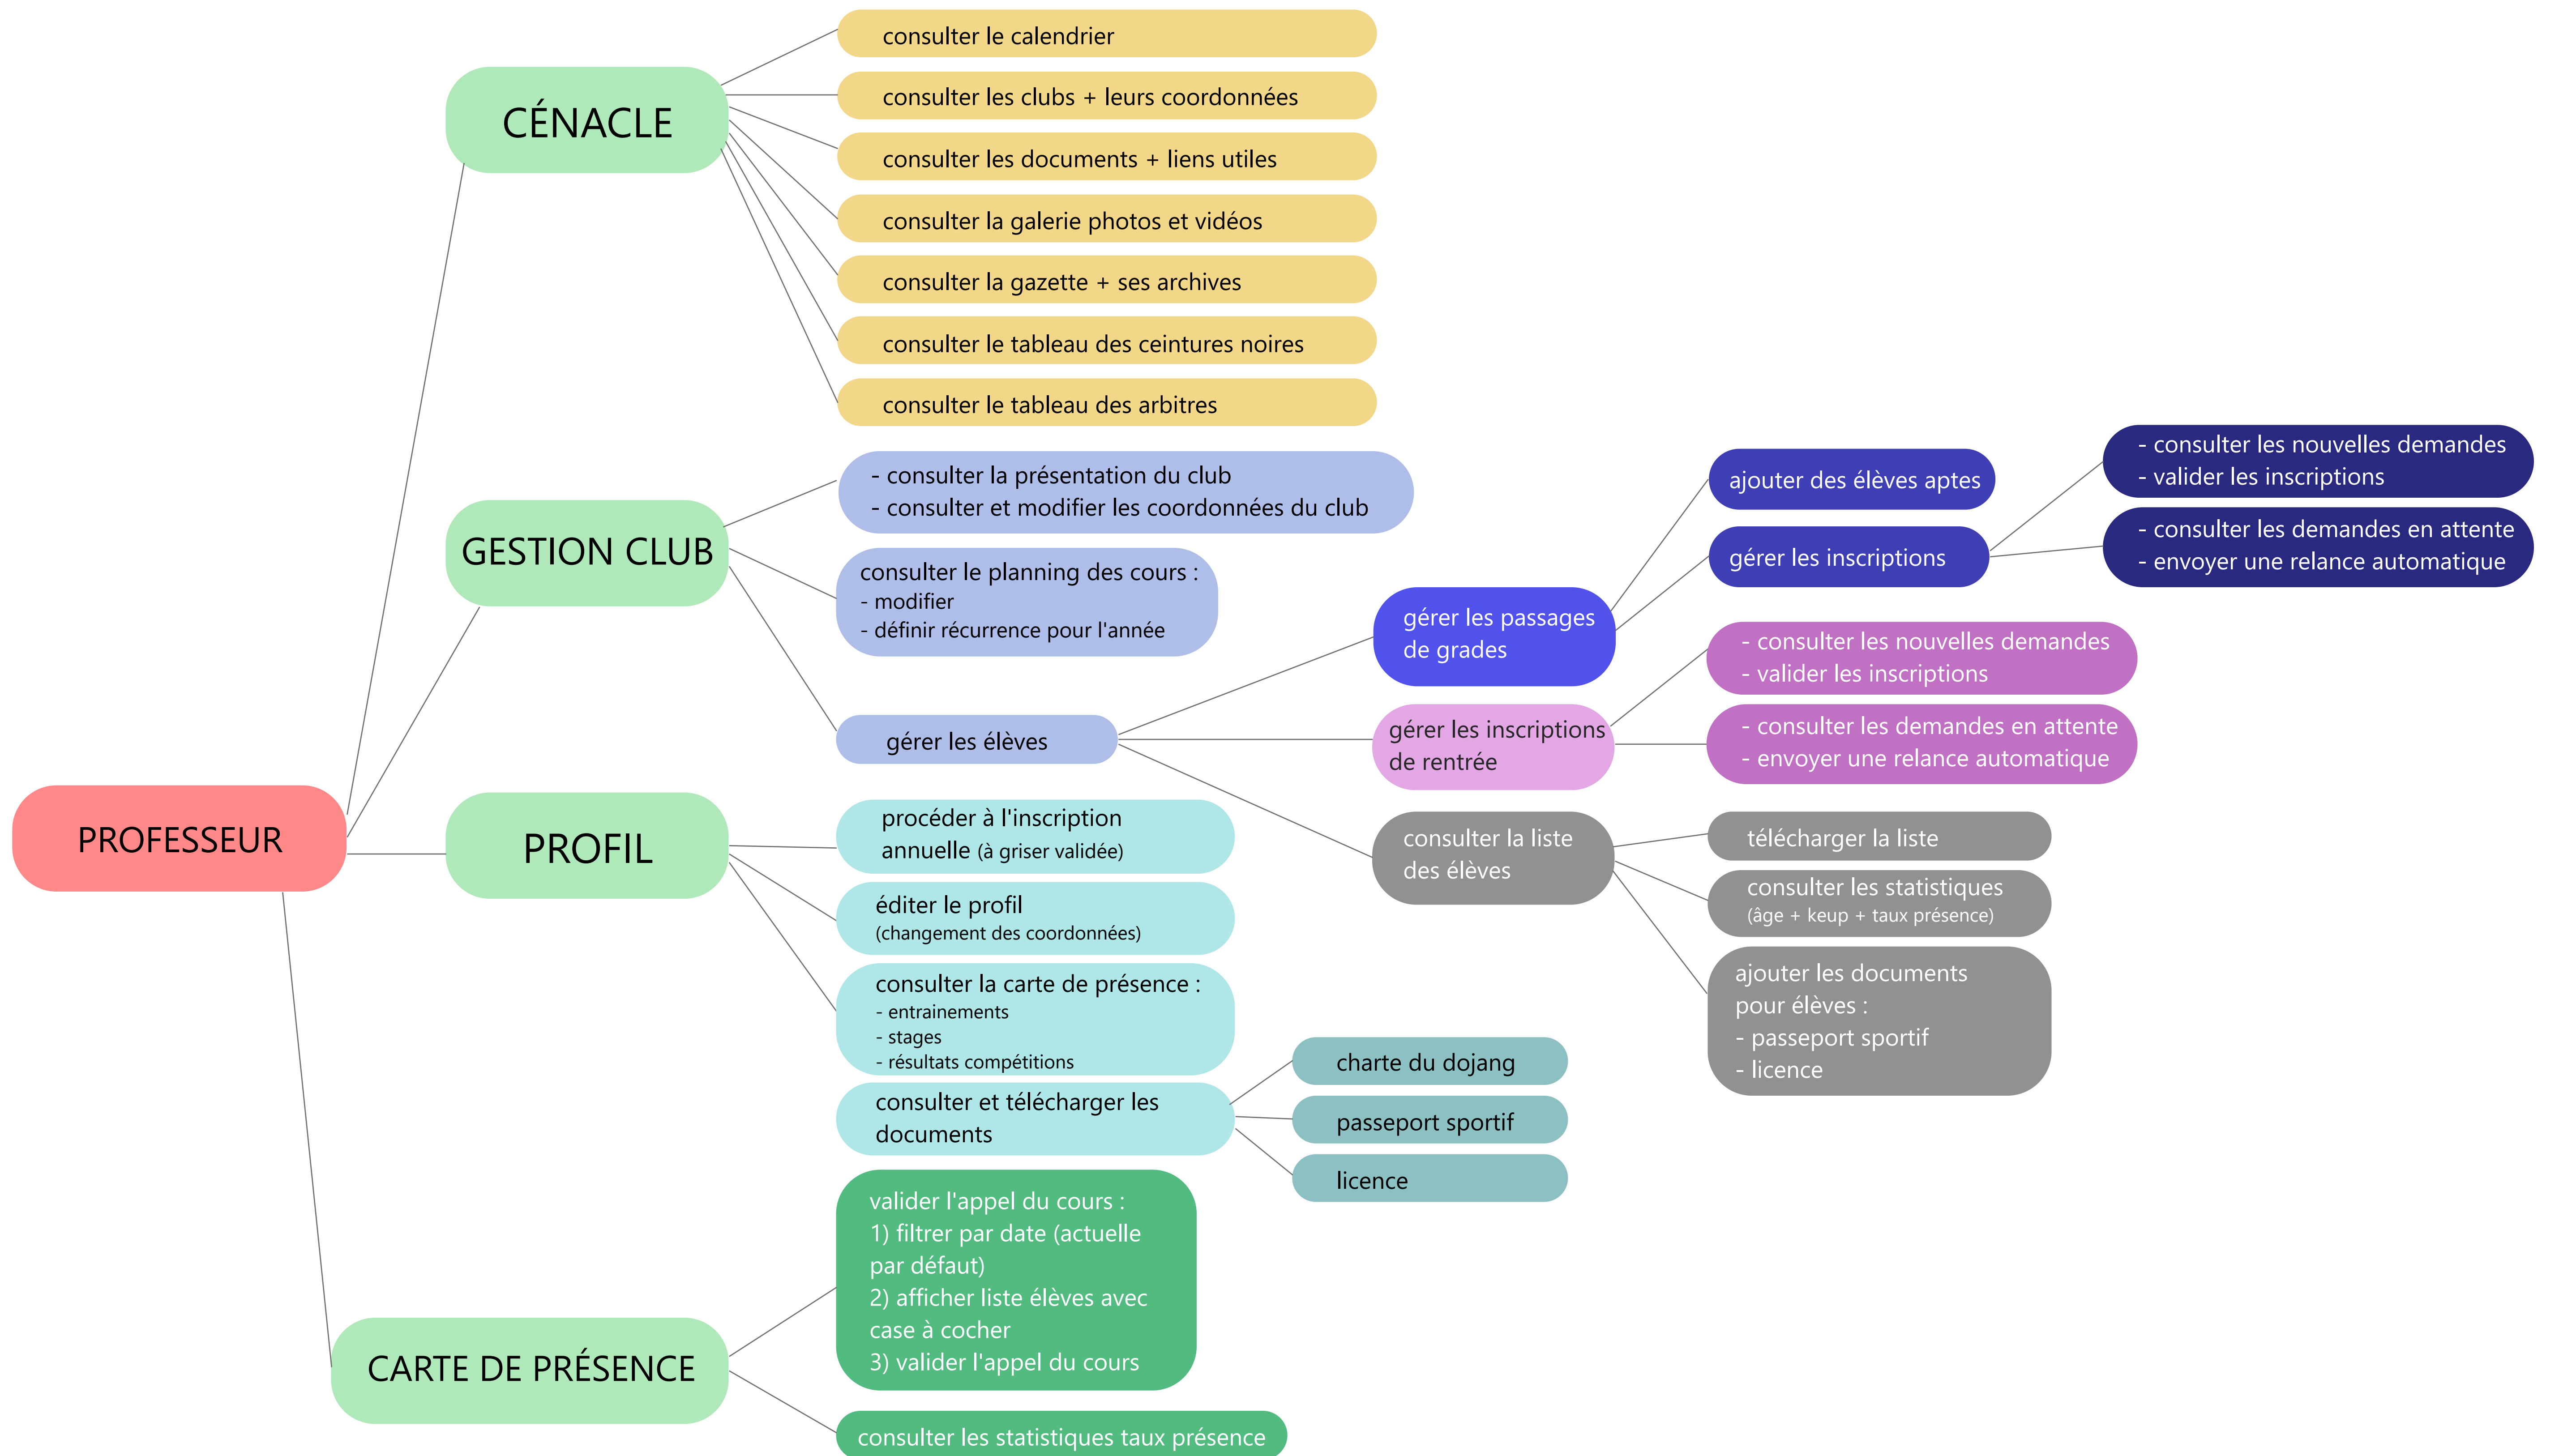 CÉNACLE
consulter le calendrier
consulter les clubs + leurs coordonnées
consulter les documents + liens utiles
consulter la galerie photos et vidéos
consulter la gazette + ses archives
consulter le tableau des ceintures noires
consulter le tableau des arbitres
GESTION CLUB
- consulter la présentation du club
- consulter et modifier les coordonnées du club
consulter le planning des cours :
- modifier
- définir récurrence pour l'année
gérer les élèves
gérer les passages
de grades
ajouter des élèves aptes
gérer les inscriptions
- consulter les nouvelles demandes
- valider les inscriptions
- consulter les demandes en attente
- envoyer une relance automatique
gérer les inscriptions
de rentrée
- consulter les nouvelles demandes
- valider les inscriptions
- consulter les demandes en attente
- envoyer une relance automatique
consulter la liste
des élèves
télécharger la liste
consulter les statistiques
(âge + keup + taux présence)
ajouter les documents
pour élèves :
- passeport sportif
- licence
PROFESSEUR
PROFIL
procéder à l'inscription
annuelle (à griser validée)
éditer le profil
(changement des coordonnées)
consulter la carte de présence :
- entrainements
- stages
- résultats compétitions
consulter et télécharger les
documents
charte du dojang
passeport sportif
licence
CARTE DE PRÉSENCE
valider l'appel du cours :
1) filtrer par date (actuelle
par défaut)
2) afficher liste élèves avec
case à cocher
3) valider l'appel du cours
consulter les statistiques taux présence